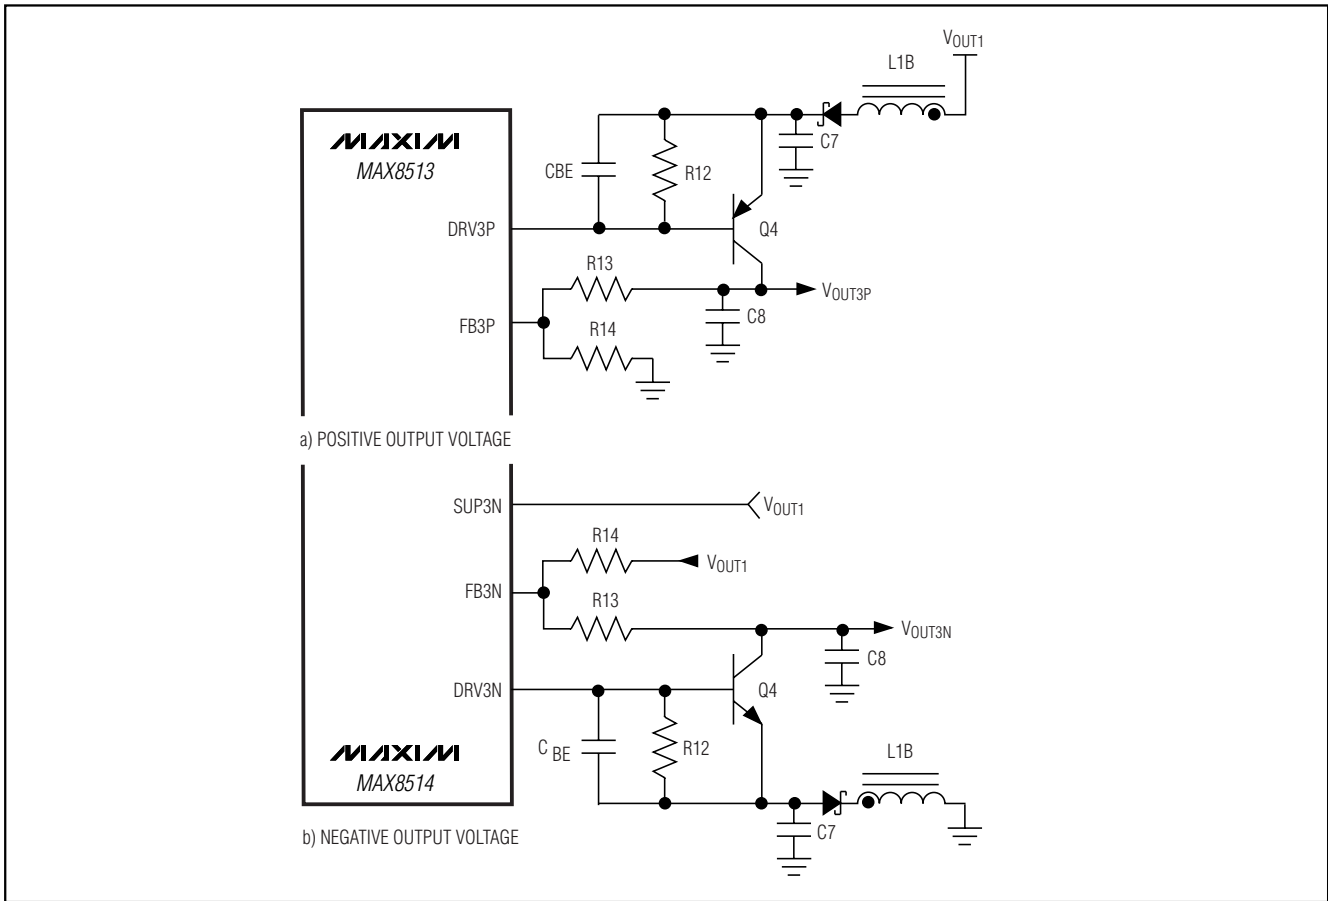 VOUT1
L1B
MAXIM
MAX8513
CBE
R12
C7
DRV3P
Q4
R13
VOUT3P
C8
FB3P
R14
a) POSITIVE OUTPUT VOLTAGE
SUP3N
VOUT1
R14
VOUT1
FB3N
R13
VOUT3N
C8
DRV3N
Q4
C BE
R12
MAXIM
MAX8514
L1B
C7
b) NEGATIVE OUTPUT VOLTAGE